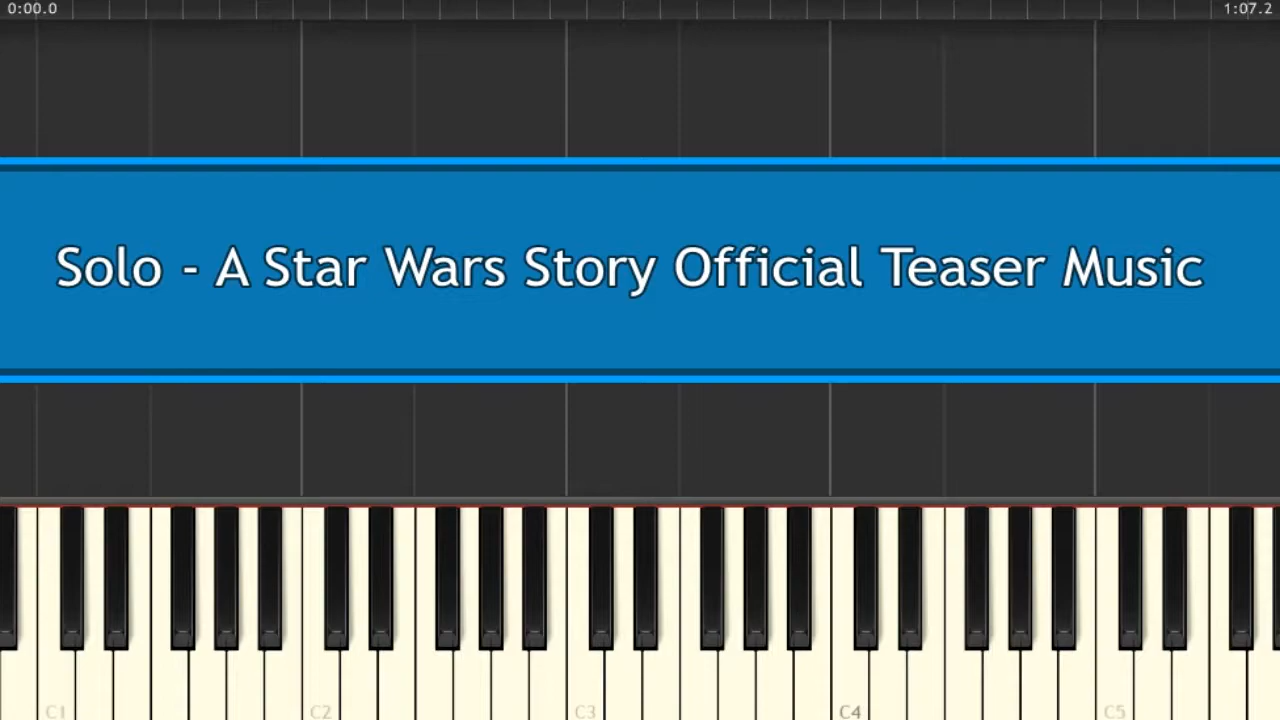 0:00.0 1:07.2
Solo - A Star Wars Story Official Teaser Music
C1 C2 C3 C4 C5